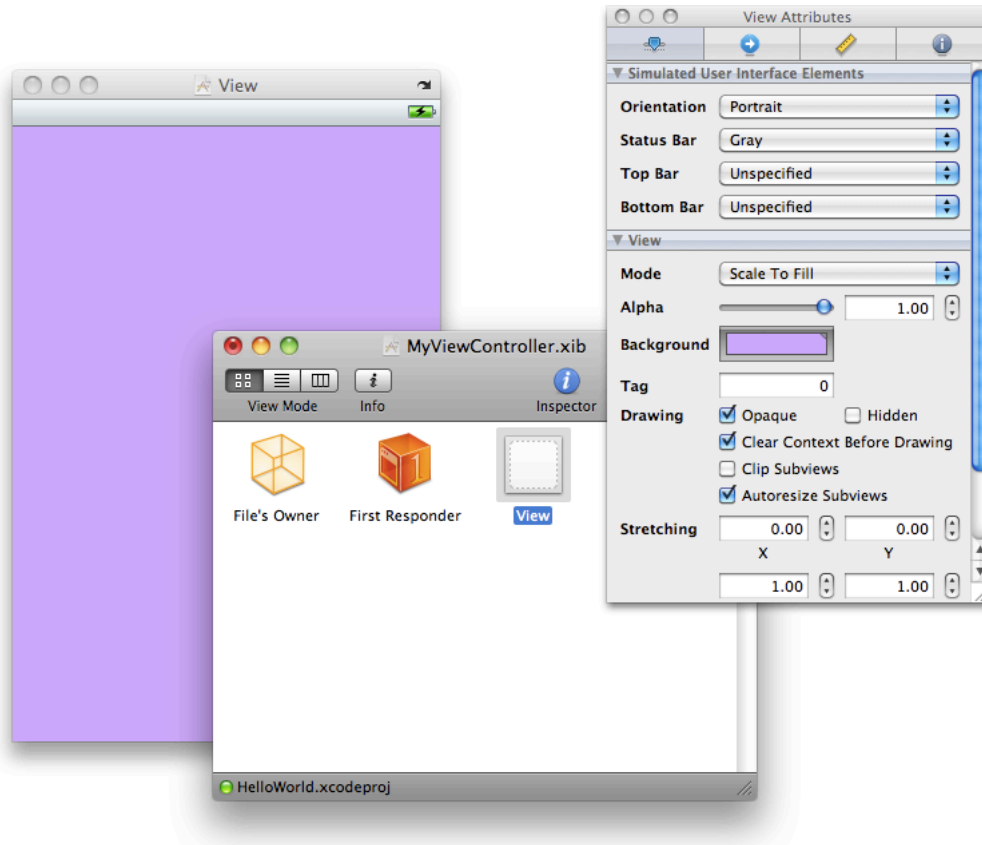 View Attributes
Simulated User Interface Elements
Orientation Portrait
Status Bar Gray
Top Bar Unspecified
Bottom Bar Unspecified
View
Mode Scale To Fill
Alpha 1.00
Background
Tag 0
Drawing Opaque Hidden
Clear Context Before Drawing
Clip Subviews
Autoresize Subviews
Stretching 0.00 0.00
X Y
1.00 1.00
View
MyViewController.xib
View Mode Info Inspector
1
File's Owner First Responder View
HelloWorld.xcodeproj